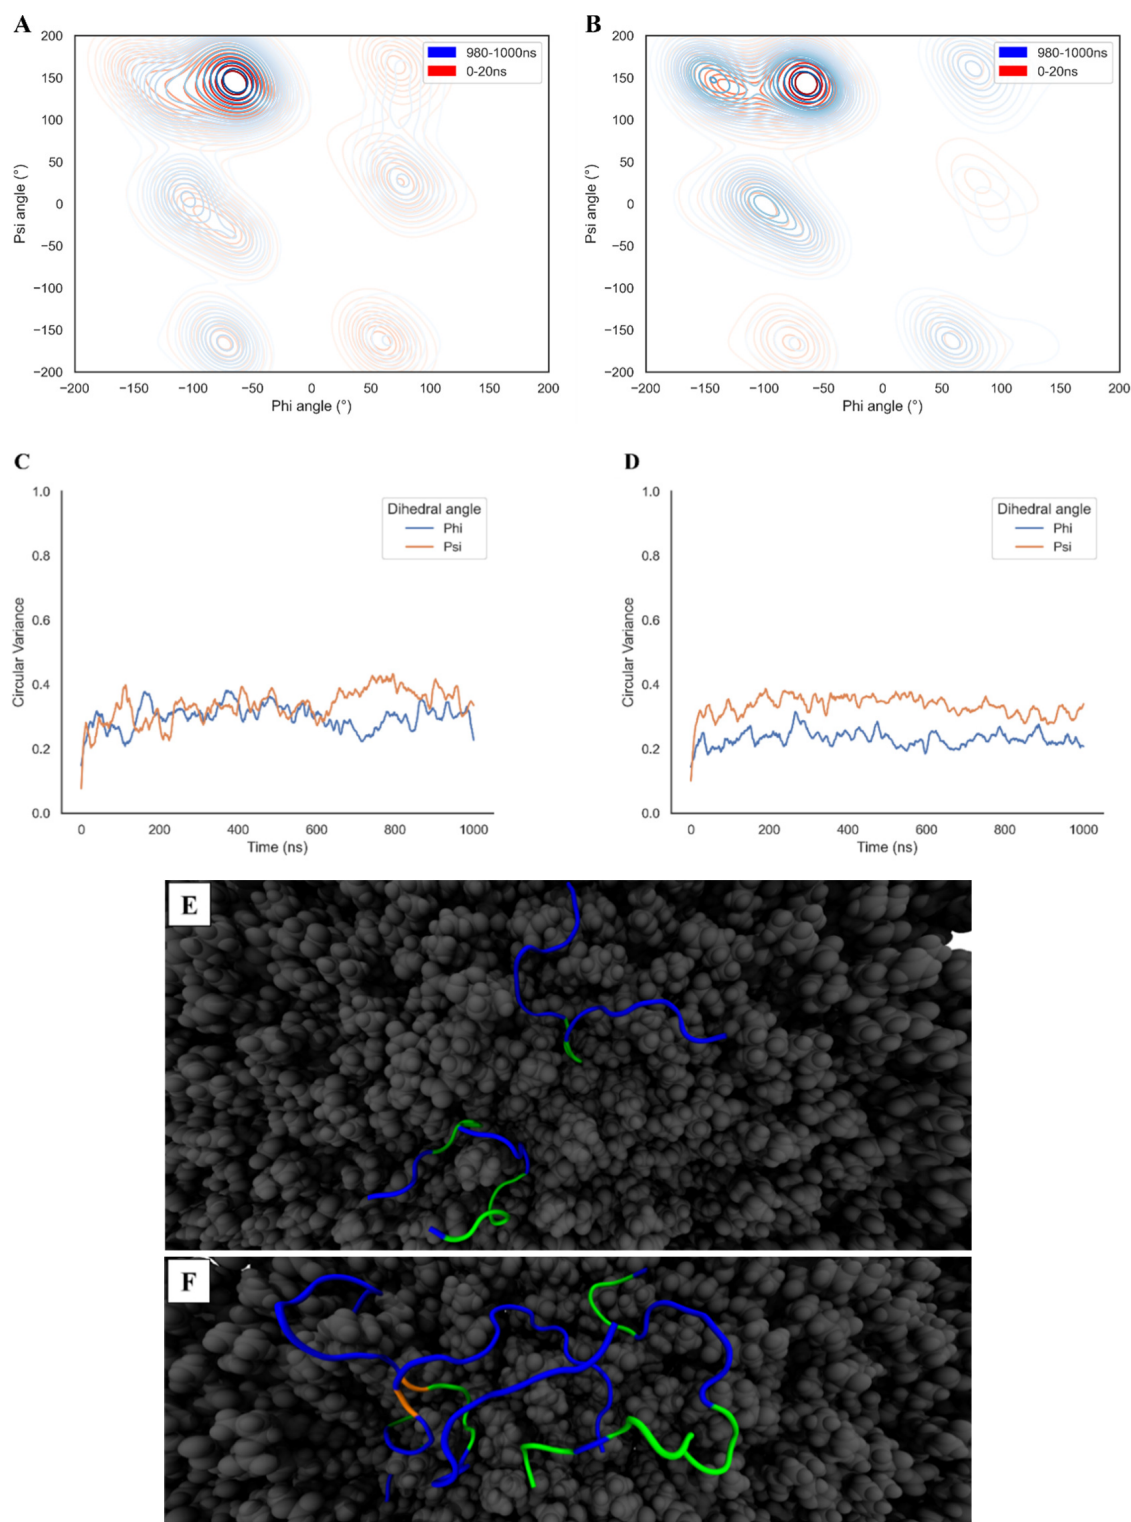 A
B
200
150
100
50
0
−50
−100
−150
−200
Psi angle (°)
980-1000ns
0-20ns
−200
−150
−100
−50
0
50
100
150
200
Phi angle (°)
200
150
100
50
0
−50
−100
−150
−200
Psi angle (°)
980-1000ns
0-20ns
−200
−150
−100
−50
0
50
100
150
200
Phi angle (°)
C
D
1.0
0.8
0.6
0.4
0.2
0.0
Circular Variance
Dihedral angle
Phi
Psi
0
200
400
600
800
1000
Time (ns)
1.0
0.8
0.6
0.4
0.2
0.0
Circular Variance
Dihedral angle
Phi
Psi
0
200
400
600
800
1000
Time (ns)
E
F